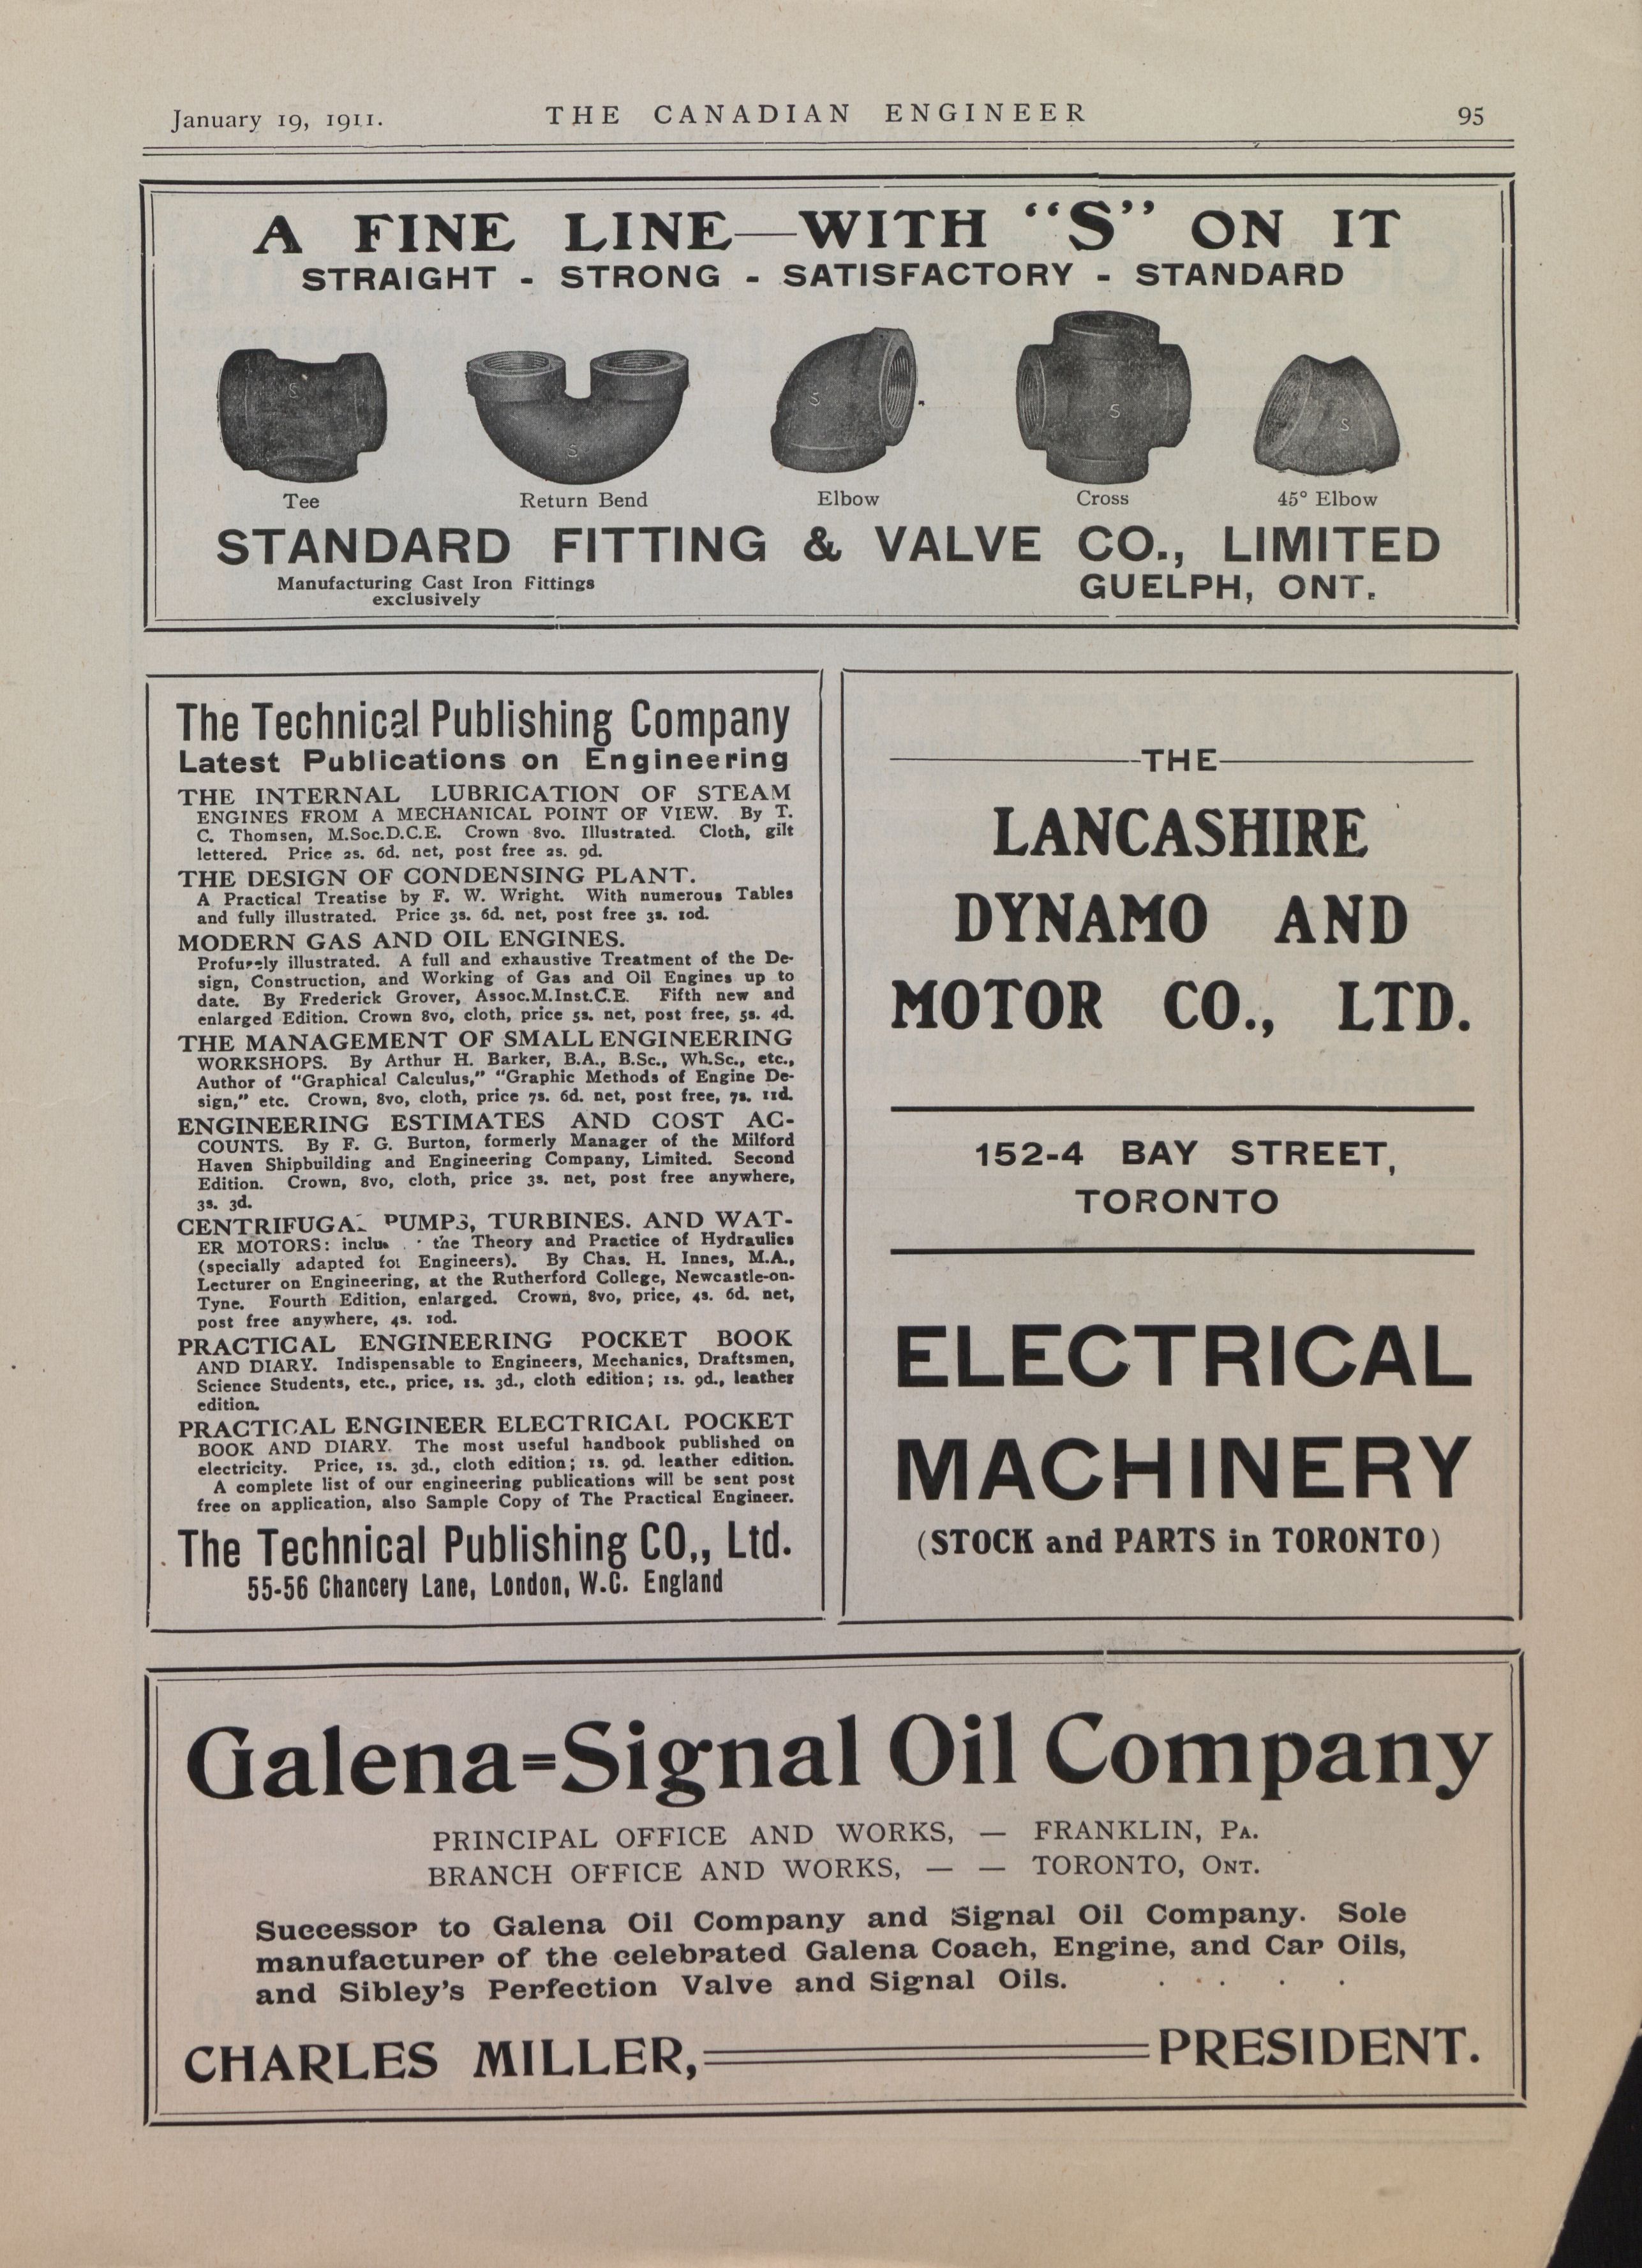 January 19, 1911.
THE CANADIAN ENGINEER
95
A FINE LINE—WITH "S" ON IT
STRAIGHT - STRONG - SATISFACTORY - STANDARD
S
S
S
S
S
Tee
Return Bend
Elbow
Cross
45° Elbow
STANDARD FITTING & VALVE CO., LIMITED
Manufacturing Cast Iron Fittings
exclusively
GUELPH, ONT.
The Technical Publishing Company
Latest Publications on Engineering
THE INTERNAL LUBRICATION OF STEAM
ENGINES FROM A MECHANICAL POINT OF VIEW. By T.
C. Thomsen, M.Soc.D.C.E. Crown 8vo. Illustrated. Cloth, gilt
lettered. Price 2s. 6d. net, post free 2s. 9d.
THE DESIGN OF CONDENSING PLANT.
A Practical Treatise by F. W. Wright. With numerous Tables
and fully illustrated. Price 3s. 6d. net, post free 3s. 10d.
MODERN GAS AND OIL ENGINES.
Profusely illustrated. A full and exhaustive Treatment of the De-
sign, Construction, and Working of Gas and Oil Engines up to
date. By Frederick Grover, Assoc.M.Inst.C.E. Fifth new and
enlarged Edition. Crown 8vo, cloth, price 5s. net, post free, 5s. 4d.
THE MANAGEMENT OF SMALL ENGINEERING
WORKSHOPS. By Arthur H. Barker, B.A., B.Sc., Wh.Sc., etc.,
Author of "Graphical Calculus," "Graphic Methods of Engine De-
sign," etc. Crown, 8vo, cloth, price 7s. 6d. net, post free, 7s. 11d.
ENGINEERING ESTIMATES AND COST AC-
COUNTS. By F. G. Burton, formerly Manager of the Milford
Haven Shipbuilding and Engineering Company, Limited. Second
Edition. Crown, 8vo, cloth, price 3s. net, post free anywhere,
3s. 3d.
CENTRIFUGAL PUMPS, TURBINES. AND WAT-
ER MOTORS: the Theory and Practice of Hydraulics
(specially adapted for Engineers). By Chas. H. Innes, M.A.,
Lecturer on Engineering, at the Rutherford College, Newcastle-on-
Tyne. Fourth Edition, enlarged. Crown, 8vo, price, 4s. 6d. net,
post free anywhere, 4s. 10d.
PRACTICAL ENGINEERING POCKET BOOK
AND DIARY. Indispensable to Engineers, Mechanics, Draftsmen,
Science Students, etc., price, 1s. 3d., cloth edition; 1s. 9d., leather
edition.
PRACTICAL ENGINEER ELECTRICAL POCKET
BOOK AND DIARY. The most useful handbook published on
electricity. Price, 1s. 3d., cloth edition; 1s. 9d. leather edition.
A complete list of our engineering publications will be sent post
free on application, also Sample Copy of The Practical Engineer.
The Technical Publishing CO., Ltd.
55-56 Chancery Lane, London, W.C. England
THE
LANCASHIRE
DYNAMO AND
MOTOR CO., LTD.
152-4 BAY STREET,
TORONTO
ELECTRICAL
MACHINERY
(STOCK and PARTS in TORONTO)
Galena=Signal Oil Company
PRINCIPAL OFFICE AND WORKS, — FRANKLIN, PA.
BRANCH OFFICE AND WORKS, — — TORONTO, ONT.
Successor to Galena Oil Company and Signal Oil Company. Sole
manufacturer of the celebrated Galena Coach, Engine, and Car Oils,
and Sibley's Perfection Valve and Signal Oils. . . . .
CHARLES MILLER, PRESIDENT.